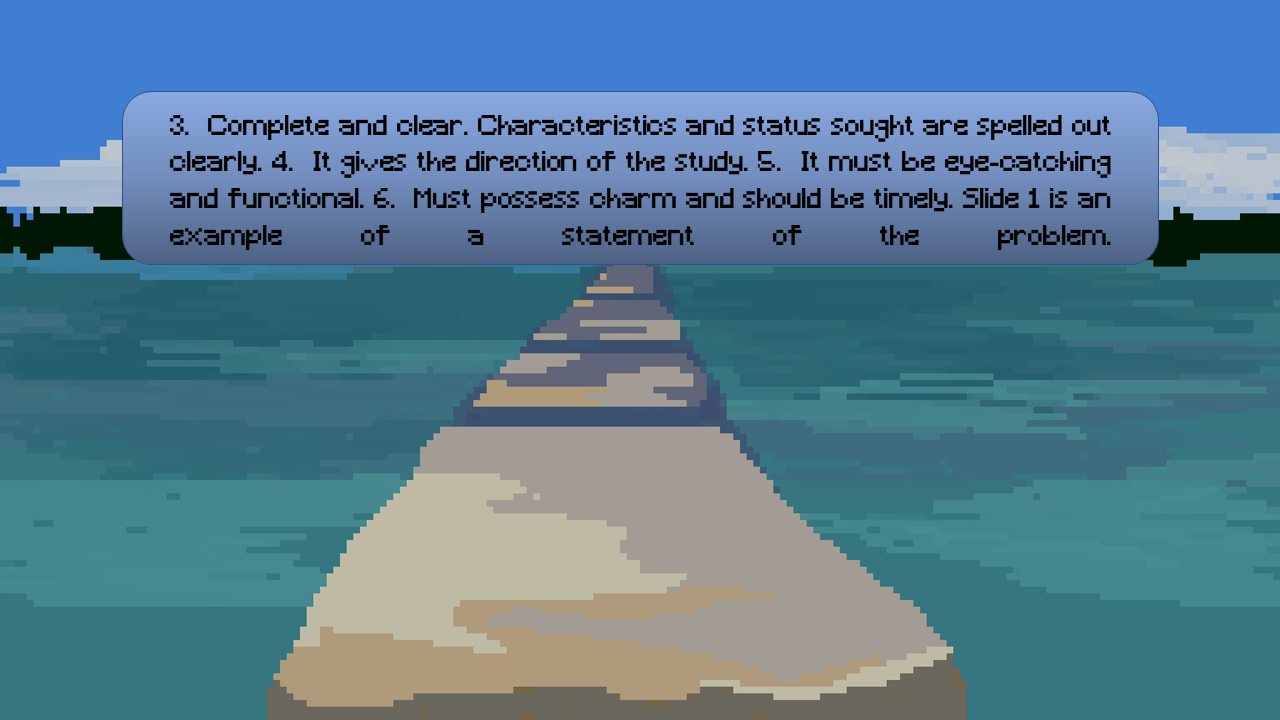 3.  Complete and clear. Characteristics and status sought are spelled out
clearly. 4.  It gives the direction of the study. 5.  It must be eye-catching
and functional. 6.  Must possess charm and should be timely. Slide 1 is an
example of a statement of the problem.